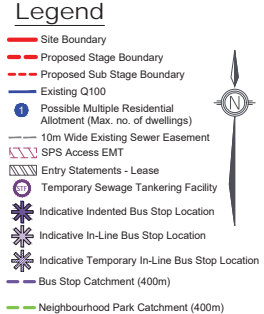 Legend
Site Boundary
Proposed Stage Boundary
Proposed Sub Stage Boundary
Existing Q100
1 Possible Multiple Residential
Allotment (Max. no. of dwellings)
10m Wide Existing Sewer Easement
SPS Access EMT
Entry Statements - Lease
STF Temporary Sewage Tankering Facility
Indicative Indented Bus Stop Location
Indicative In-Line Bus Stop Location
Indicative Temporary In-Line Bus Stop Location
Bus Stop Catchment (400m)
Neighbourhood Park Catchment (400m)
N